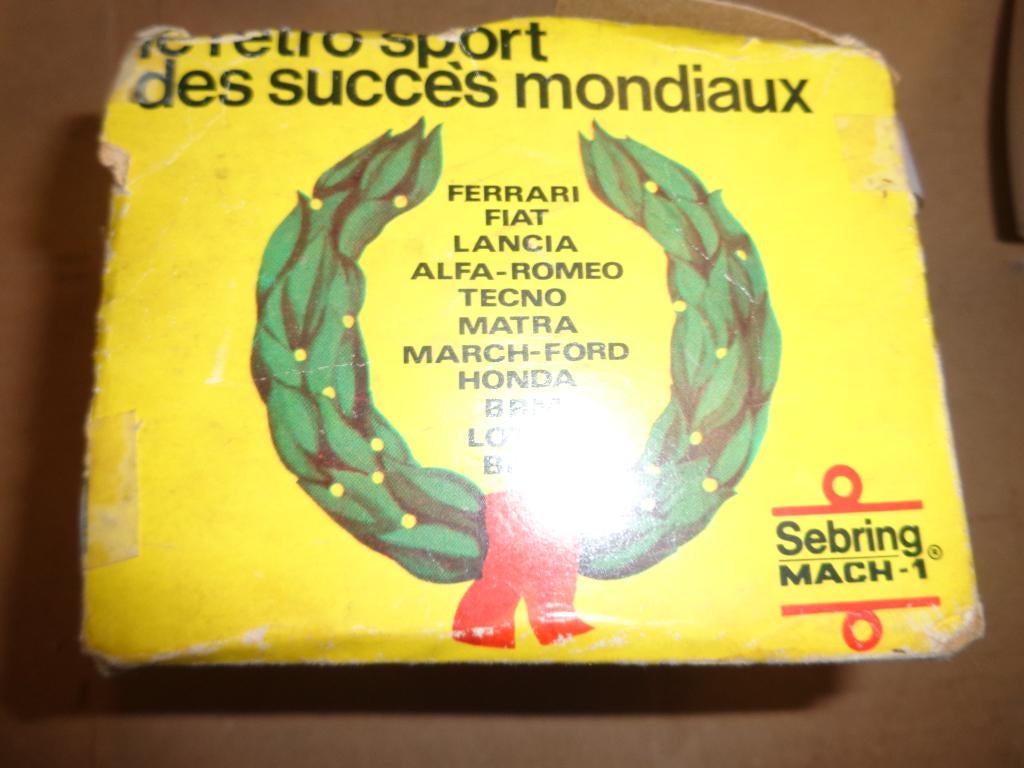 le retro sport
des succès mondiaux
FERRARI
FIAT
LANCIA
ALFA-ROMEO
TECNO
MATRA
MARCH-FORD
HONDA
Sebring®
MACH-1